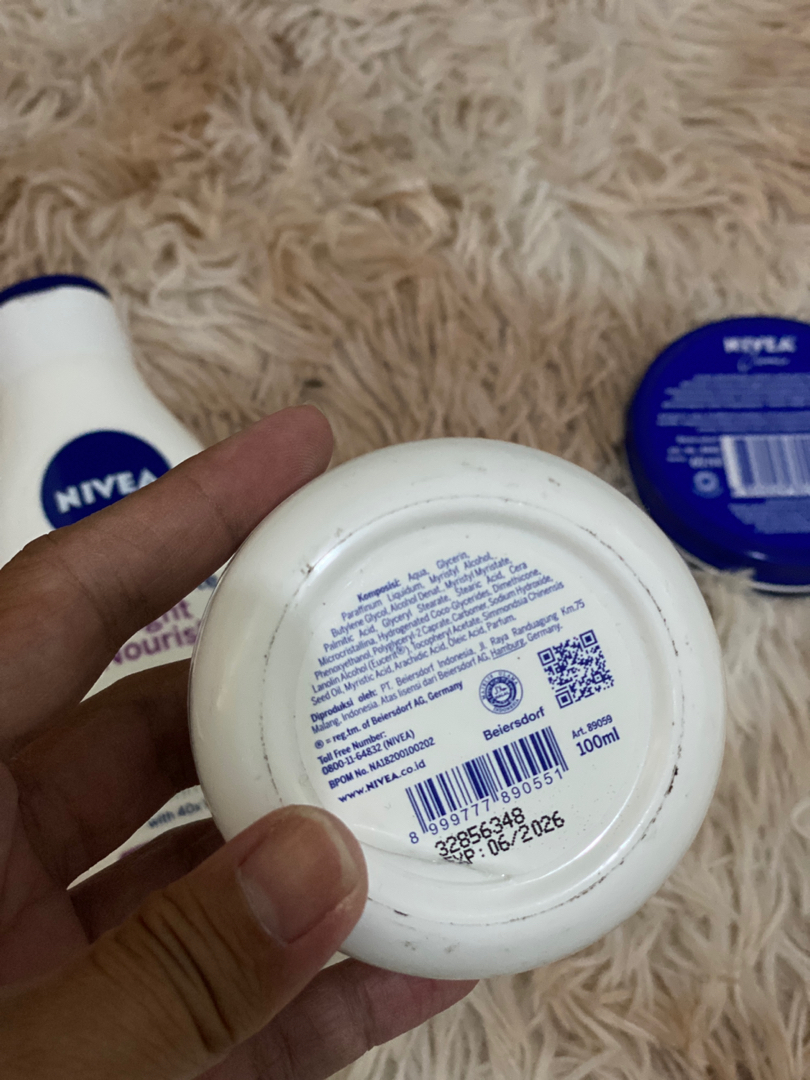 NIVEA
Creme
NIVEA
Nouris
with 40x
Komposisi: Aqua, Glycerin,
Paraffinum Liquidum, Myristyl Alcohol,
Butylene Glycol, Alcohol Denat., Myristyl Myristate,
Palmitic Acid, Glyceryl Stearate, Stearic Acid, Cera
Microcristallina, Hydrogenated Coco-Glycerides, Dimethicone,
Phenoxyethanol, Polyglyceryl-2 Caprate, Carbomer, Sodium Hydroxide,
Lanolin Alcohol (Eucerit®), Tocopheryl Acetate, Simmondsia Chinensis
Seed Oil, Myristic Acid, Arachidic Acid, Oleic Acid, Parfum.
Diproduksi oleh: PT. Beiersdorf Indonesia, Jl. Raya Randuagung Km.75
Malang, Indonesia. Atas lisensi dari Beiersdorf AG, Hamburg, Germany.
® = reg.tm. of Beiersdorf AG, Germany
Toll Free Number:
0800-11-64832 (NIVEA)
BPOM No. NA18200100202
www.NIVEA.co.id
Beiersdorf
Art. 89059
100ml
8 999777 890551
32856348
EXP: 06/2026